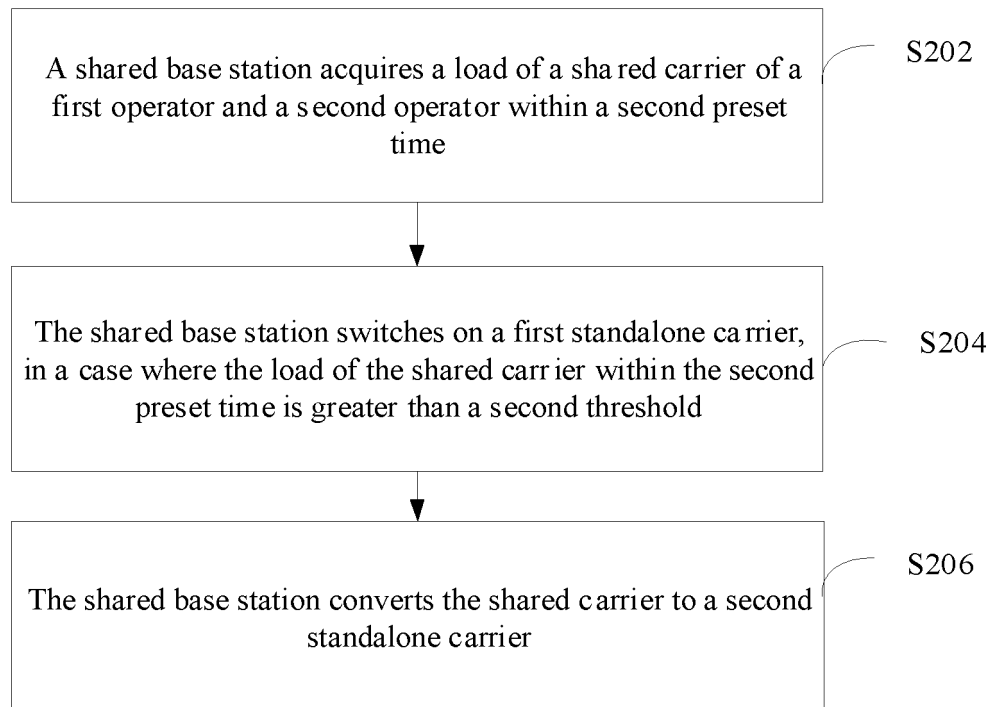 A shared base station acquires a load of a shared carrier of a
first operator and a second operator within a second preset
time
S202
The shared base station switches on a first standalone carrier,
in a case where the load of the shared carrier within the second
preset time is greater than a second threshold
S204
The shared base station converts the shared carrier to a second
standalone carrier
S206